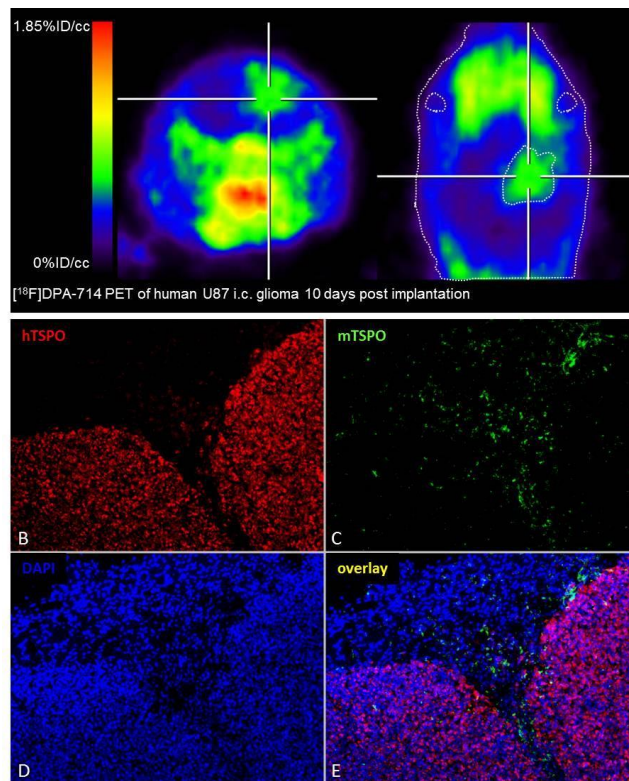 1.85%ID/cc
0%ID/cc
[¹⁸F]DPA-714 PET of human U87 i.c. glioma 10 days post implantation
hTSPO
mTSPO
B
C
DAPI
overlay
D
E